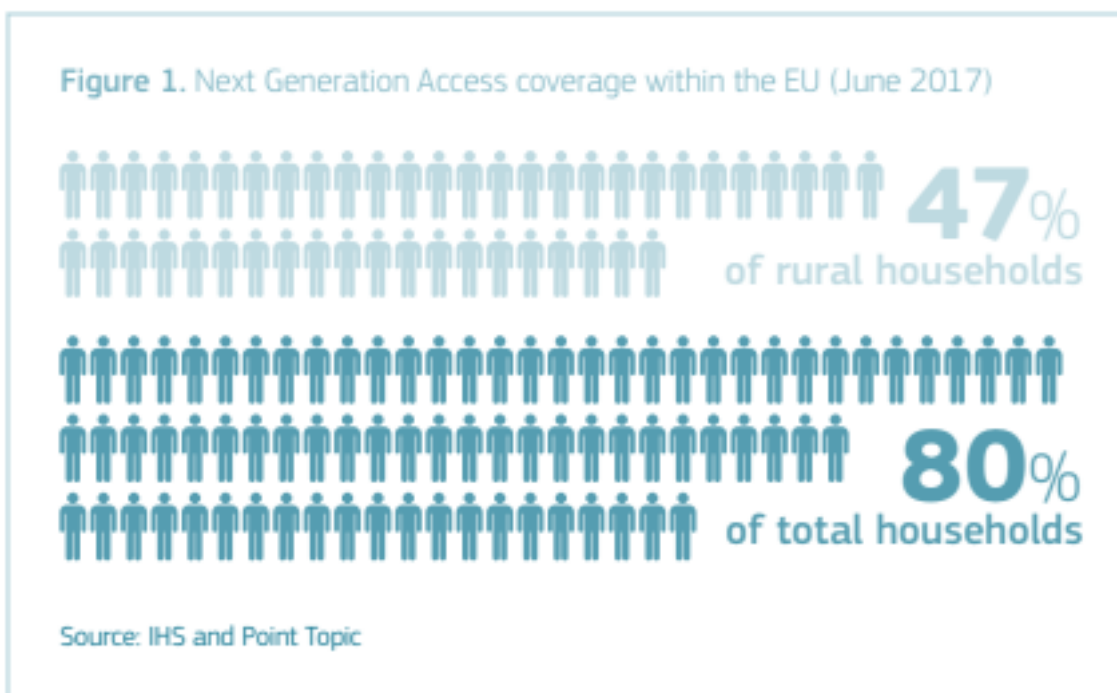 Figure 1. Next Generation Access coverage within the EU (June 2017)
47%
of rural households
80%
of total households
Source: IHS and Point Topic